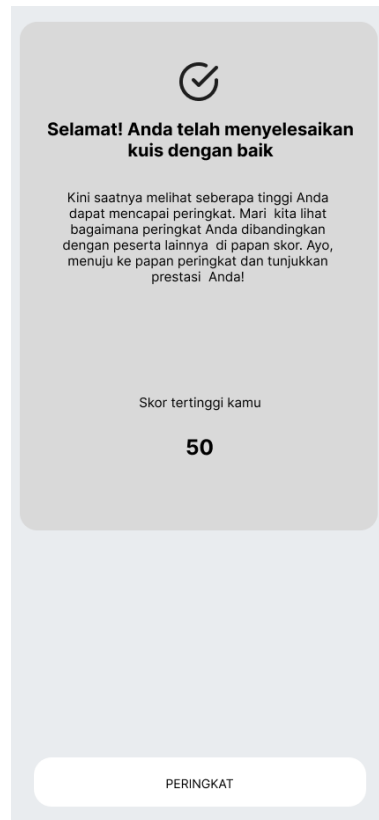 Selamat! Anda telah menyelesaikan
kuis dengan baik
Kini saatnya melihat seberapa tinggi Anda
dapat mencapai peringkat. Mari  kita lihat
bagaimana peringkat Anda dibandingkan
dengan peserta lainnya  di papan skor. Ayo,
menuju ke papan peringkat dan tunjukkan
prestasi  Anda!
Skor tertinggi kamu
50
PERINGKAT